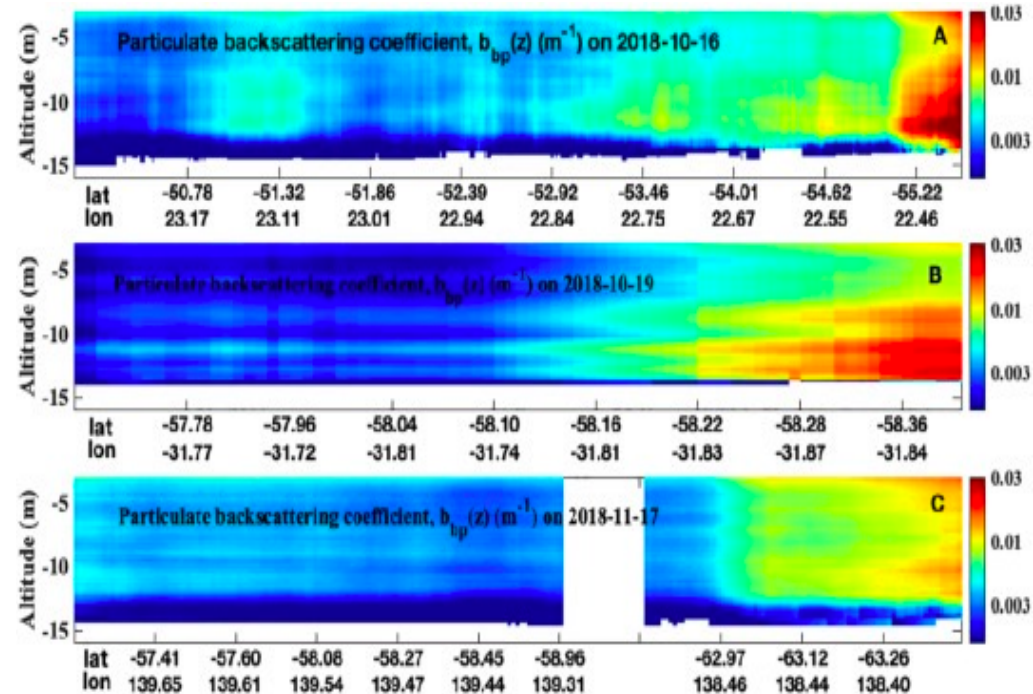 Particulate backscattering coefficient, b_bp(z) (m⁻¹) on 2018-10-16
A
Altitude (m)
-5
-10
-15
0.03
0.01
0.003
lat -50.78 -51.32 -51.86 -52.39 -52.92 -53.46 -54.01 -54.62 -55.22
lon 23.17 23.11 23.01 22.94 22.84 22.75 22.67 22.55 22.46
Particulate backscattering coefficient, b_bp(z) (m⁻¹) on 2018-10-19
B
Altitude (m)
-5
-10
-15
0.03
0.01
0.003
lat -57.78 -57.96 -58.04 -58.10 -58.16 -58.22 -58.28 -58.36
lon -31.77 -31.72 -31.81 -31.74 -31.81 -31.83 -31.87 -31.84
Particulate backscattering coefficient, b_bp(z) (m⁻¹) on 2018-11-17
C
Altitude (m)
-5
-10
-15
0.03
0.01
0.003
lat -57.41 -57.60 -58.08 -58.27 -58.45 -58.96 -62.97 -63.12 -63.26
lon 139.65 139.61 139.54 139.47 139.44 139.31 138.46 138.44 138.40